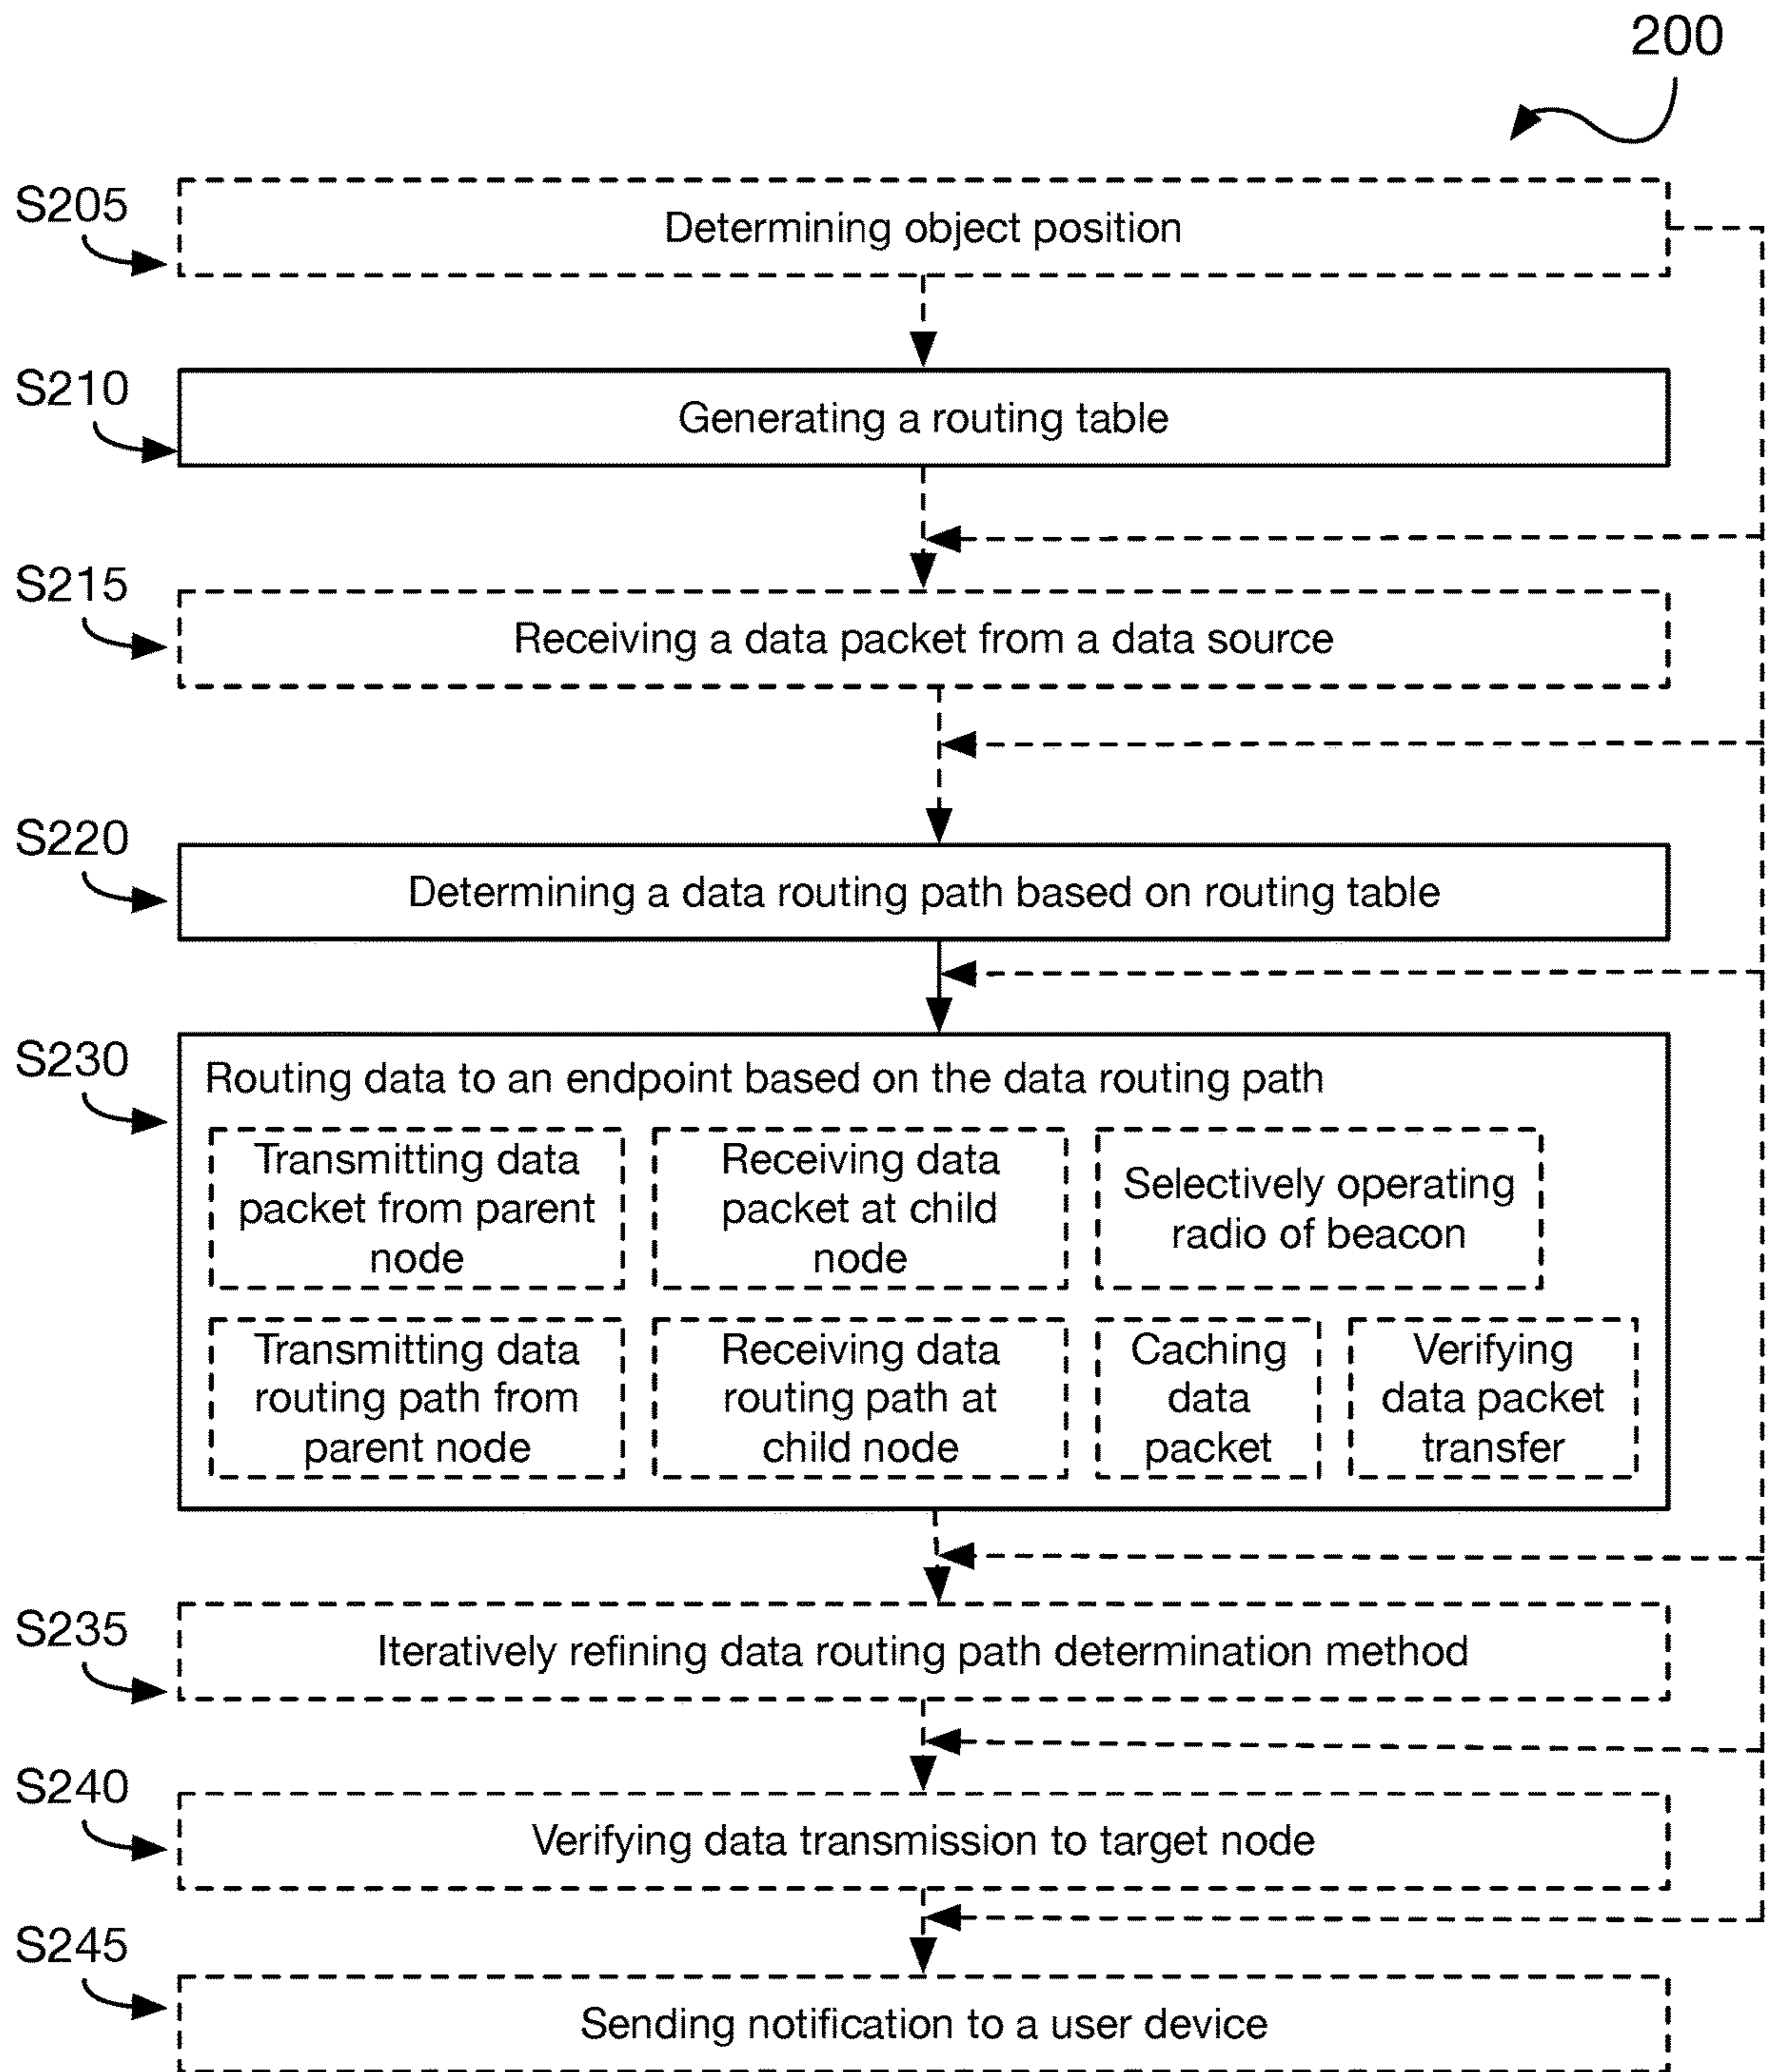 200
S205
Determining object position
S210
Generating a routing table
S215
Receiving a data packet from a data source
S220
Determining a data routing path based on routing table
S230
Routing data to an endpoint based on the data routing path
Transmitting data
packet from parent
node
Receiving data
packet at child
node
Selectively operating
radio of beacon
Transmitting data
routing path from
parent node
Receiving data
routing path at
child node
Caching
data
packet
Verifying
data packet
transfer
S235
Iteratively refining data routing path determination method
S240
Verifying data transmission to target node
S245
Sending notification to a user device